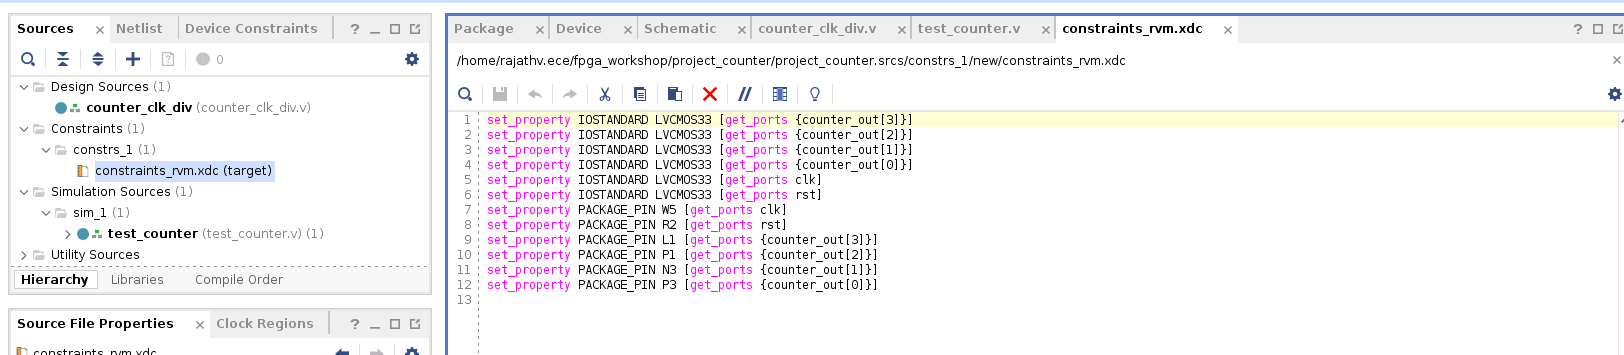 Sources
Netlist
Device Constraints
0
Design Sources (1)
counter_clk_div (counter_clk_div.v)
Constraints (1)
constrs_1 (1)
constraints_rvm.xdc (target)
Simulation Sources (1)
sim_1 (1)
test_counter (test_counter.v) (1)
Utility Sources
Hierarchy
Libraries
Compile Order
Source File Properties
Clock Regions
constraints_rvm.xdc
Package
Device
Schematic
counter_clk_div.v
test_counter.v
constraints_rvm.xdc
/home/rajathv.ece/fpga_workshop/project_counter/project_counter.srcs/constrs_1/new/constraints_rvm.xdc
1 set_property IOSTANDARD LVCMOS33 [get_ports {counter_out[3]}]
2 set_property IOSTANDARD LVCMOS33 [get_ports {counter_out[2]}]
3 set_property IOSTANDARD LVCMOS33 [get_ports {counter_out[1]}]
4 set_property IOSTANDARD LVCMOS33 [get_ports {counter_out[0]}]
5 set_property IOSTANDARD LVCMOS33 [get_ports clk]
6 set_property IOSTANDARD LVCMOS33 [get_ports rst]
7 set_property PACKAGE_PIN W5 [get_ports clk]
8 set_property PACKAGE_PIN R2 [get_ports rst]
9 set_property PACKAGE_PIN L1 [get_ports {counter_out[3]}]
10 set_property PACKAGE_PIN P1 [get_ports {counter_out[2]}]
11 set_property PACKAGE_PIN N3 [get_ports {counter_out[1]}]
12 set_property PACKAGE_PIN P3 [get_ports {counter_out[0]}]
13